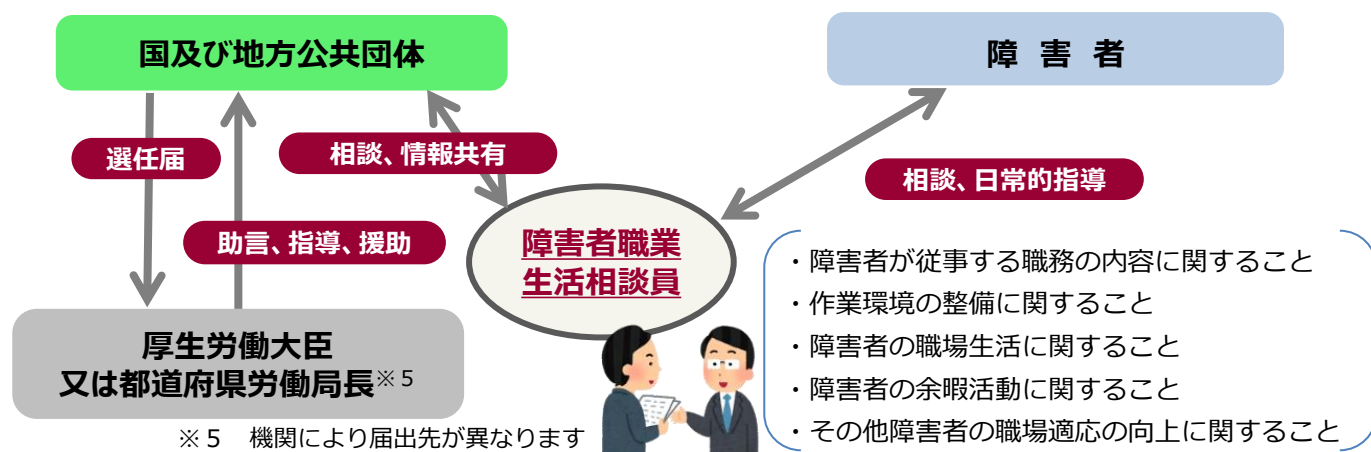 国及び地方公共団体
障 害 者
選任届
相談、情報共有
相談、日常的指導
助言、指導、援助
障害者職業
生活相談員
厚生労働大臣
又は都道府県労働局長※５
※５　機関により届出先が異なります
・障害者が従事する職務の内容に関すること
・作業環境の整備に関すること
・障害者の職場生活に関すること
・障害者の余暇活動に関すること
・その他障害者の職場適応の向上に関すること